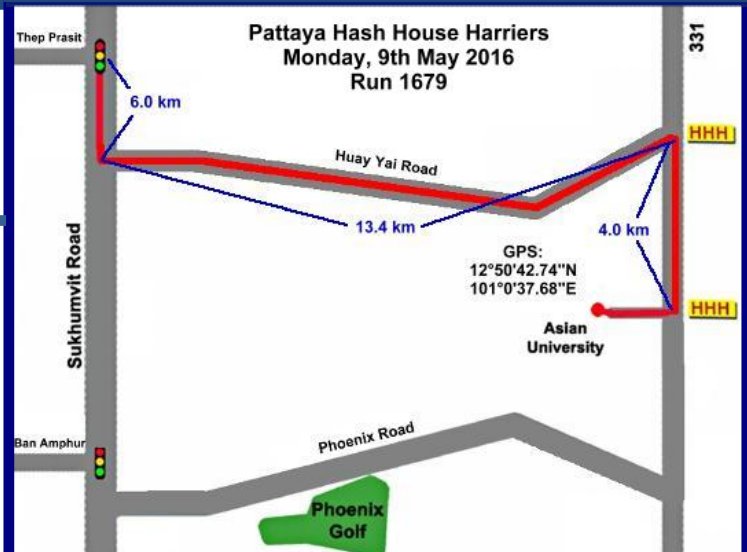 Pattaya Hash House Harriers
Monday, 9th May 2016
Run 1679
Thep Prasit
331
6.0 km
HHH
Huay Yai Road
13.4 km
4.0 km
GPS:
12°50'42.74"N
101°0'37.68"E
HHH
Asian
University
Sukhumvit Road
Ban Amphur
Phoenix Road
Phoenix
Golf